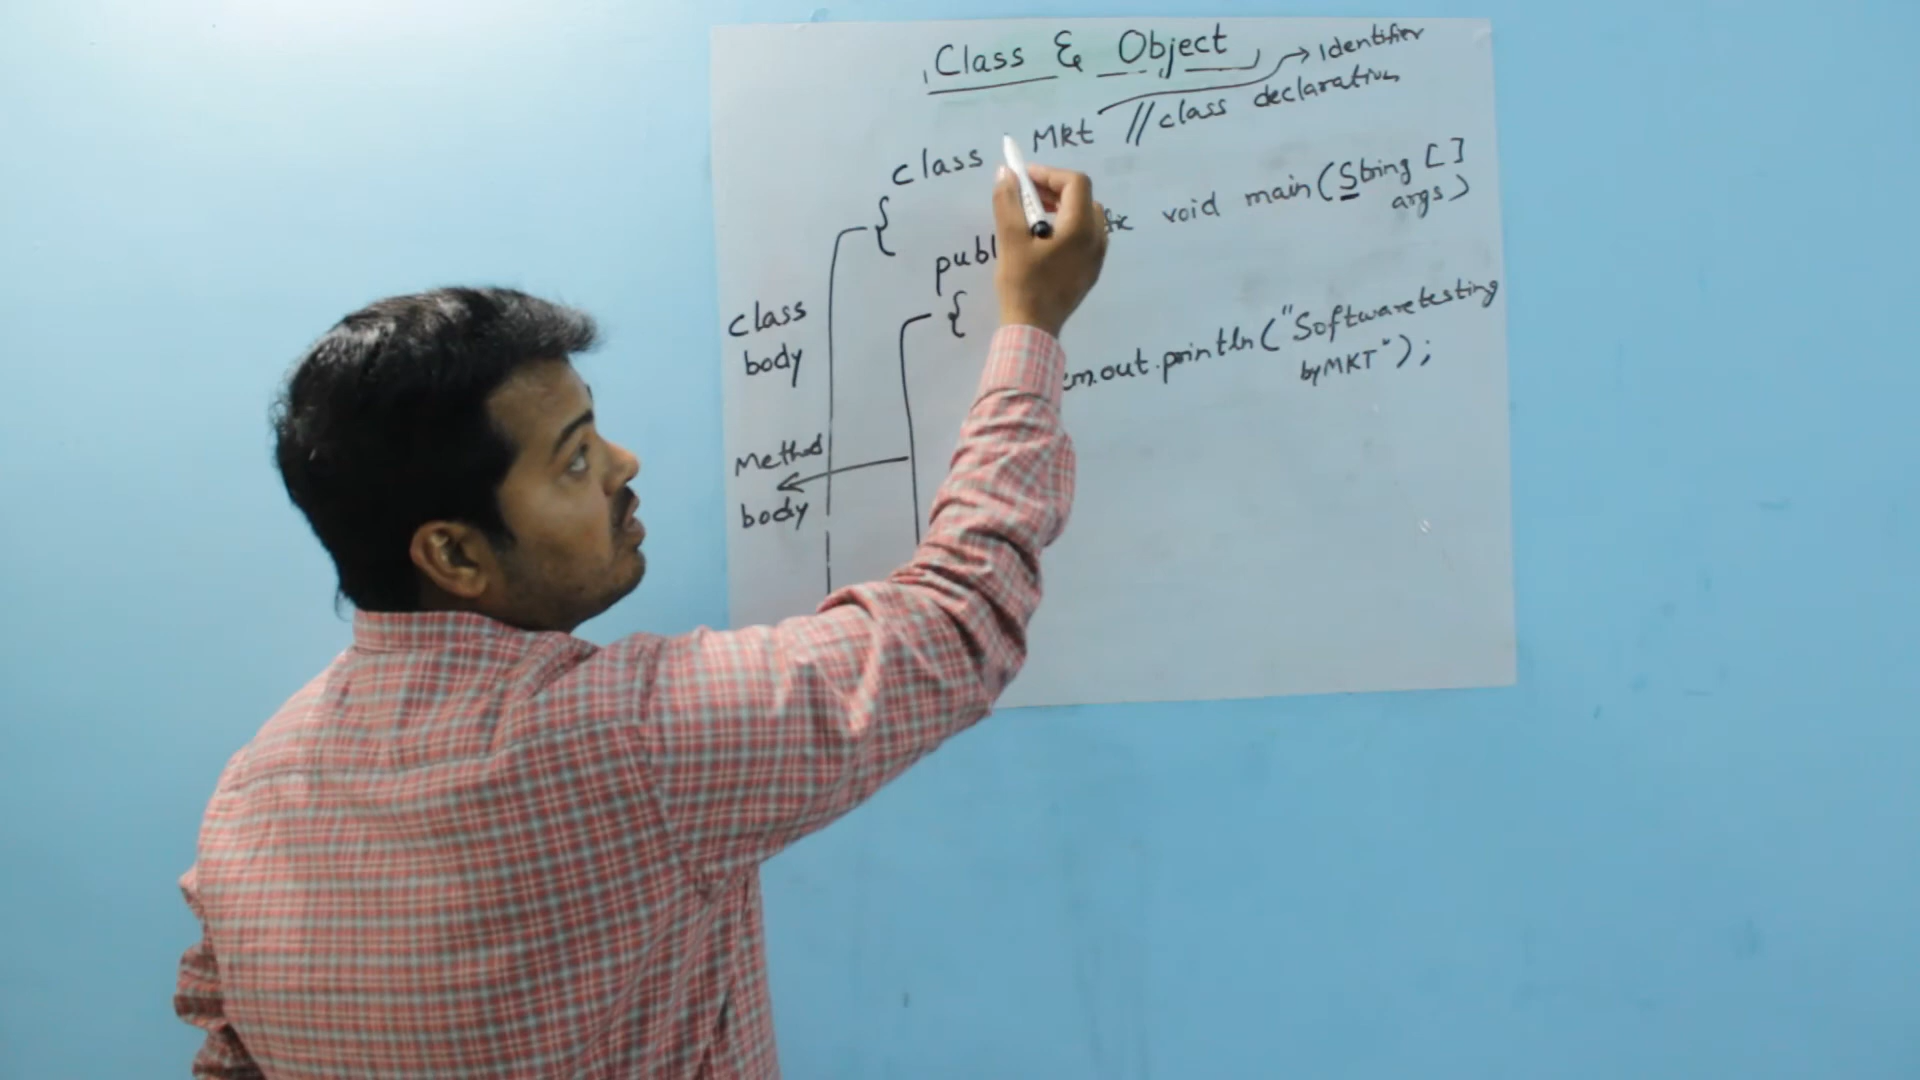 Class & Object
Identifier
class Mkt //class declaration
{
void main(String []
args)
{
out.println("Softwaretesting
byMKT");
Class
body
Method
body